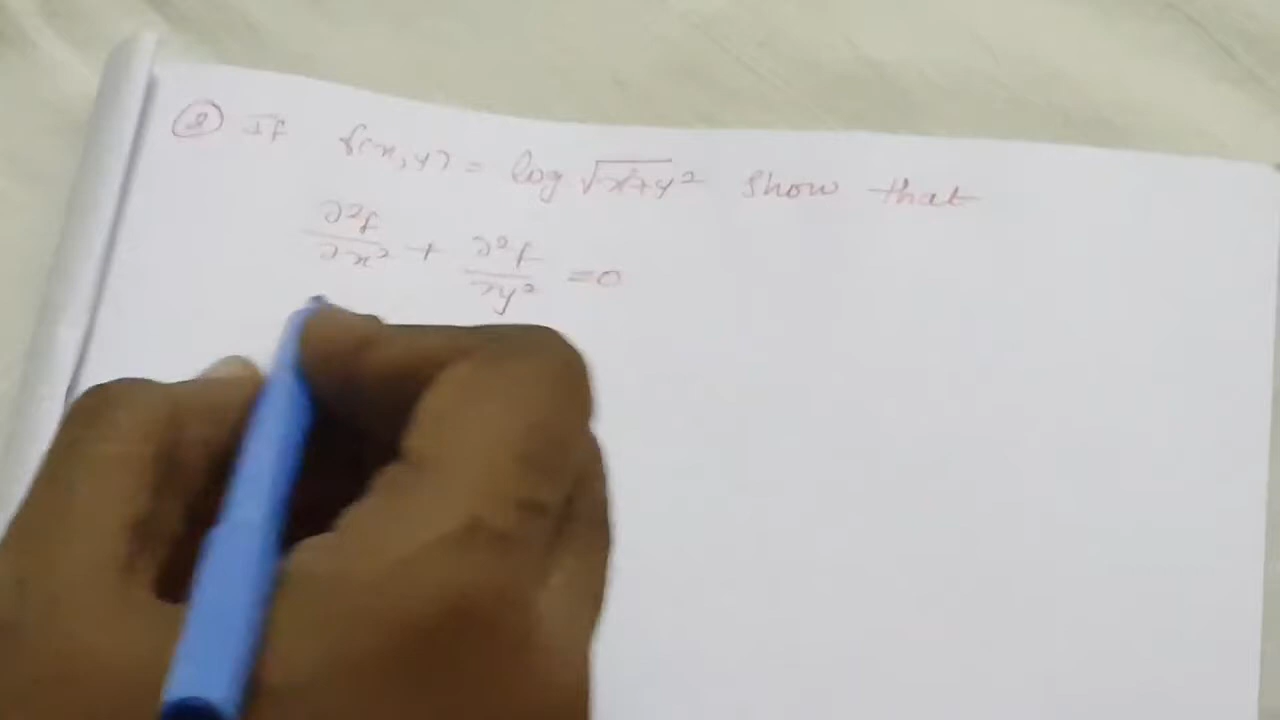 ② If f(x,y) = log √x²+y² show that
∂²f/∂x² + ∂²f/∂y² =0